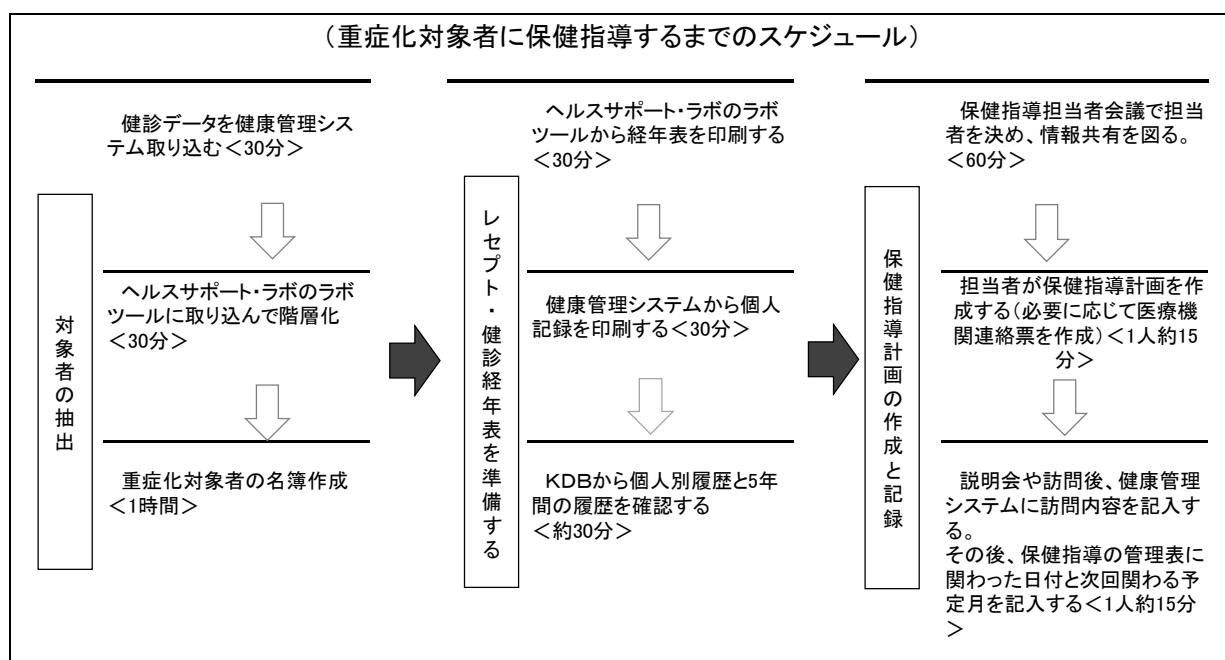 （重症化対象者に保健指導するまでのスケジュール）
対象者の抽出
健診データを健康管理シス
テム取り込む＜30分＞
ヘルスサポート・ラボのラボ
ツールに取り込んで階層化
＜30分＞
重症化対象者の名簿作成
＜1時間＞
レセプト・健診経年表を準備する
ヘルスサポート・ラボのラボ
ツールから経年表を印刷する
＜30分＞
健康管理システムから個人
記録を印刷する＜30分＞
KDBから個人別履歴と5年
間の履歴を確認する
＜約30分＞
保健指導計画の作成と記録
保健指導担当者会議で担当
者を決め、情報共有を図る。
＜60分＞
担当者が保健指導計画を作
成する（必要に応じて医療機
関連絡票を作成）＜1人約15
分＞
説明会や訪問後、健康管理
システムに訪問内容を記入す
る。
その後、保健指導の管理表に
関わった日付と次回関わる予
定月を記入する＜1人約15分
＞